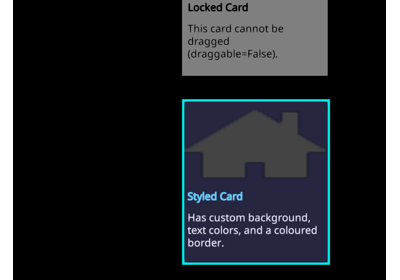 Locked Card
This card cannot be
dragged
(draggable=False).
Styled Card
Has custom background,
text colors, and a coloured
border.